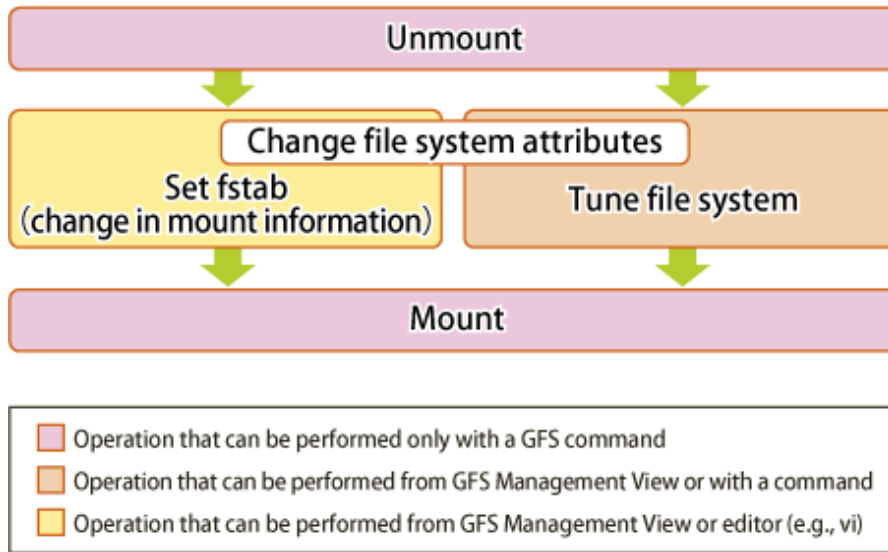 Unmount
Change file system attributes
Set fstab
(change in mount information)
Tune file system
Mount
Operation that can be performed only with a GFS command
Operation that can be performed from GFS Management View or with a command
Operation that can be performed from GFS Management View or editor (e.g., vi)